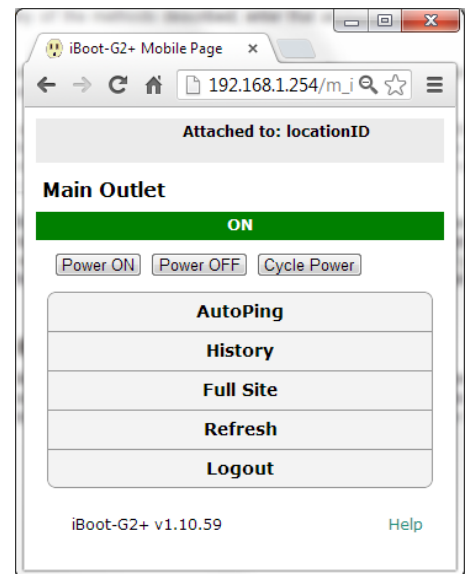 iBoot-G2+ Mobile Page
192.168.1.254/m_i
Attached to: locationID
Main Outlet
ON
Power ON Power OFF Cycle Power
AutoPing
History
Full Site
Refresh
Logout
iBoot-G2+ v1.10.59 Help